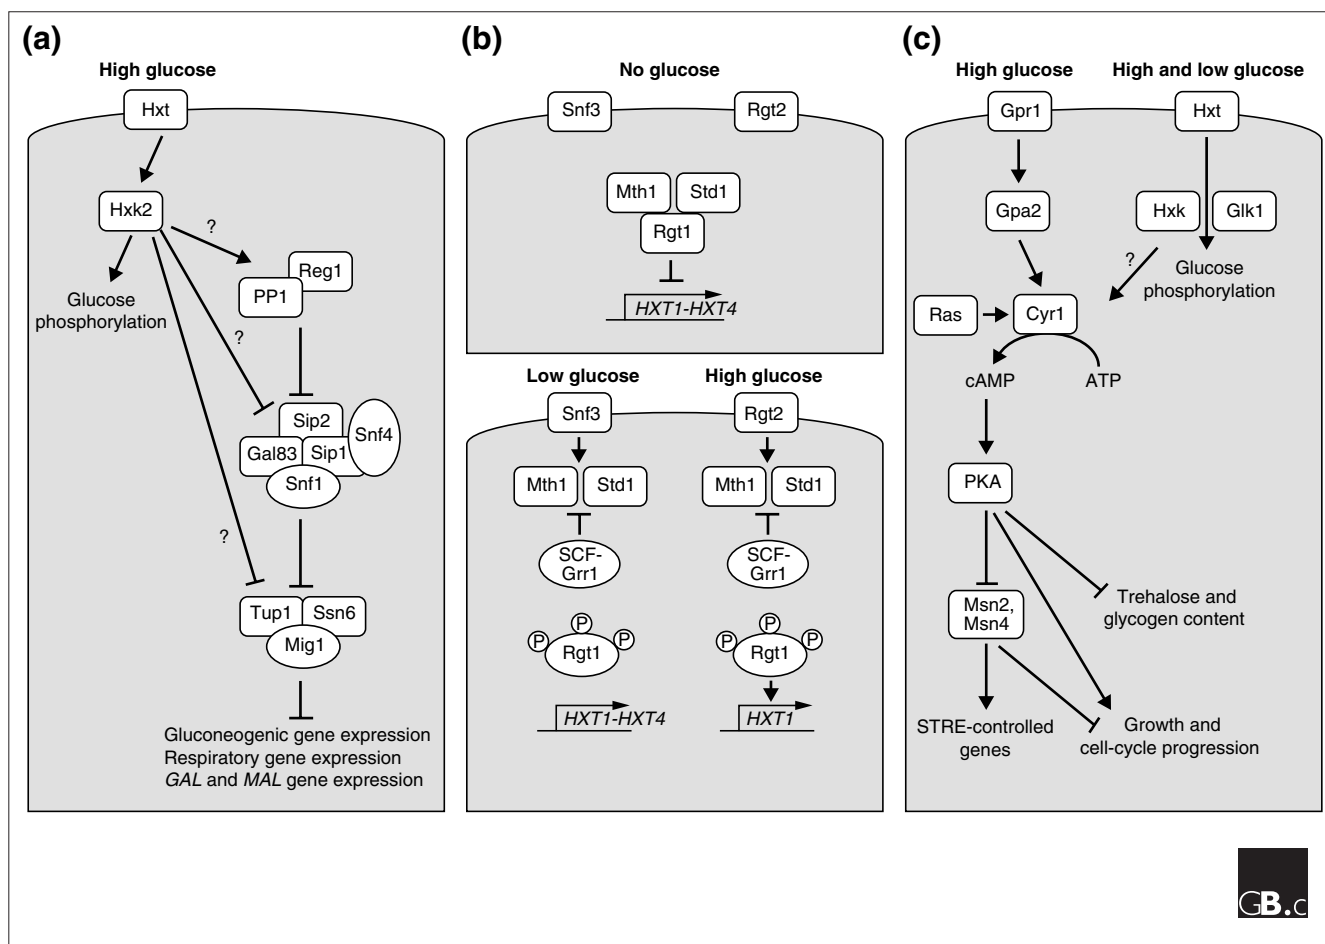 (a)
High glucose
Hxt
Hxk2
?
Reg1
PP1
Glucose
phosphorylation
?
Sip2
Snf4
Gal83
Sip1
Snf1
?
Tup1
Ssn6
Mig1
Gluconeogenic gene expression
Respiratory gene expression
GAL and MAL gene expression
(b)
No glucose
Snf3
Rgt2
Mth1
Std1
Rgt1
HXT1-HXT4
Low glucose
High glucose
Snf3
Rgt2
Mth1
Std1
Mth1
Std1
SCF-
Grr1
SCF-
Grr1
P
P
P
Rgt1
P
P
P
Rgt1
HXT1-HXT4
HXT1
(c)
High glucose
High and low glucose
Gpr1
Hxt
Gpa2
Hxk
Glk1
?
Glucose
phosphorylation
Ras
Cyr1
cAMP
ATP
PKA
Msn2,
Msn4
Trehalose and
glycogen content
STRE-controlled
genes
Growth and
cell-cycle progression
GB.c